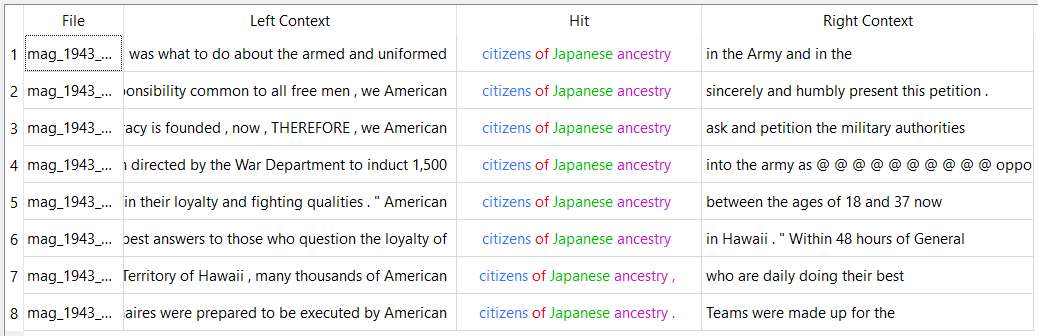 File Left Context Hit Right Context
1 mag_1943_... was what to do about the armed and uniformed citizens of Japanese ancestry in the Army and in the
2 mag_1943_... onsibility common to all free men , we American citizens of Japanese ancestry sincerely and humbly present this petition .
3 mag_1943_... racy is founded , now , THEREFORE , we American citizens of Japanese ancestry ask and petition the military authorities
4 mag_1943_... directed by the War Department to induct 1,500 citizens of Japanese ancestry into the army as @ @ @ @ @ @ @ @ @ @ oppo
5 mag_1943_... in their loyalty and fighting qualities . " American citizens of Japanese ancestry between the ages of 18 and 37 now
6 mag_1943_... best answers to those who question the loyalty of citizens of Japanese ancestry in Hawaii . " Within 48 hours of General
7 mag_1943_... Territory of Hawaii , many thousands of American citizens of Japanese ancestry , who are daily doing their best
8 mag_1943_... aires were prepared to be executed by American citizens of Japanese ancestry . Teams were made up for the